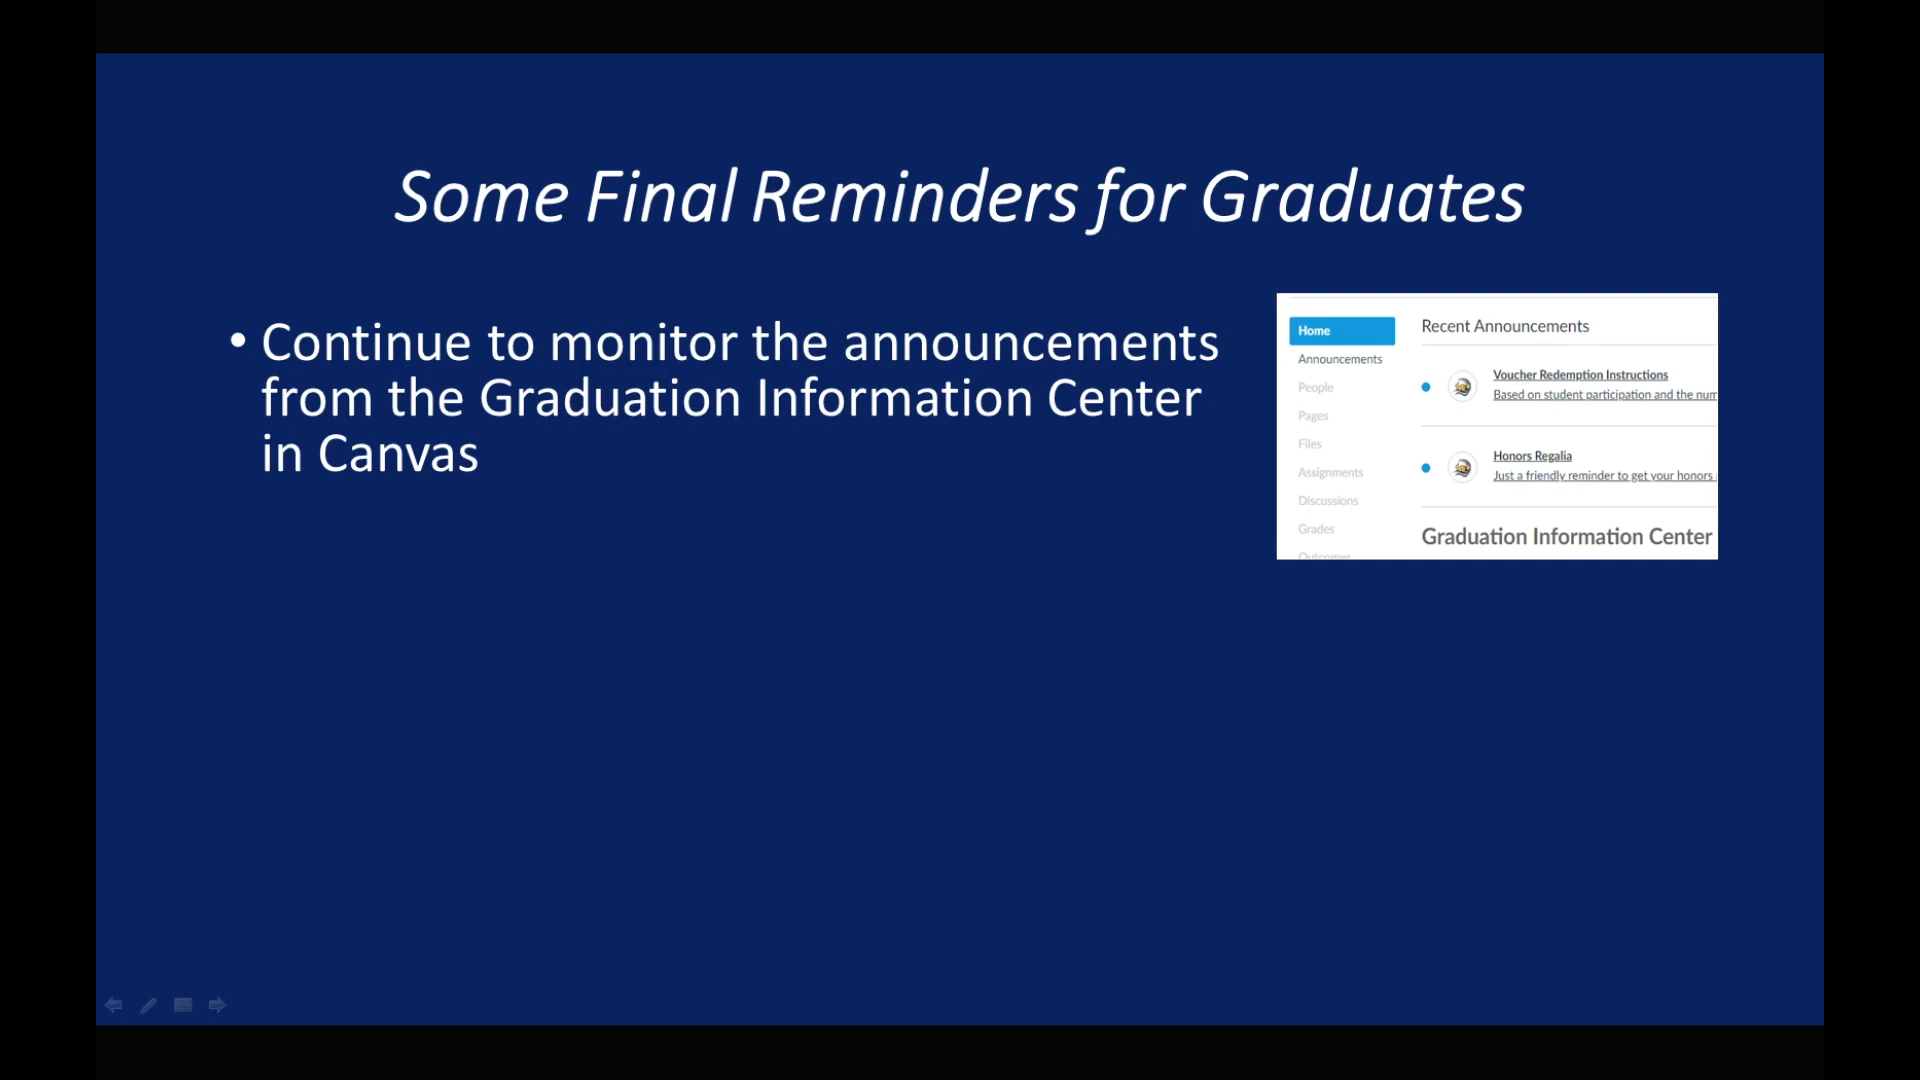 Some Final Reminders for Graduates
• Continue to monitor the announcements
from the Graduation Information Center
in Canvas
Home
Announcements
People
Pages
Files
Assignments
Discussions
Grades
Outcomes
Recent Announcements
Voucher Redemption Instructions
Based on student participation and the num
Honors Regalia
Just a friendly reminder to get your honors
Graduation Information Center